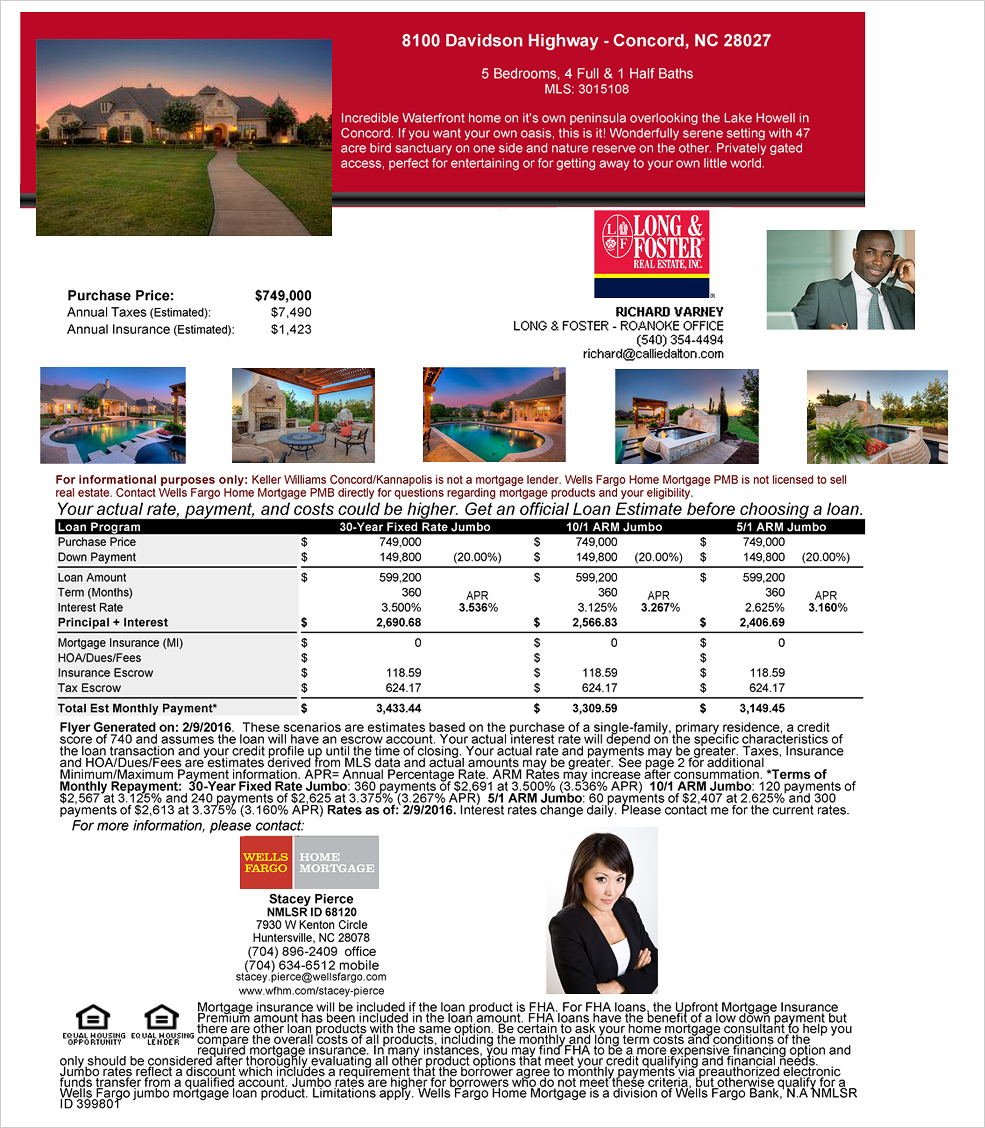 8100 Davidson Highway - Concord, NC 28027
5 Bedrooms, 4 Full & 1 Half Baths
MLS: 3015108
Incredible Waterfront home on it's own peninsula overlooking the Lake Howell in
Concord. If you want your own oasis, this is it! Wonderfully serene setting with 47
acre bird sanctuary on one side and nature reserve on the other. Privately gated
access, perfect for entertaining or for getting away to your own little world.
LONG &
L F FOSTER®
REAL ESTATE, INC.
®
Purchase Price: $749,000
Annual Taxes (Estimated): $7,490
Annual Insurance (Estimated): $1,423
RICHARD VARNEY
LONG & FOSTER - ROANOKE OFFICE
(540) 354-4494
richard@calliedalton.com
For informational purposes only: Keller Williams Concord/Kannapolis is not a mortgage lender. Wells Fargo Home Mortgage PMB is not licensed to sell
real estate. Contact Wells Fargo Home Mortgage PMB directly for questions regarding mortgage products and your eligibility.
Your actual rate, payment, and costs could be higher. Get an official Loan Estimate before choosing a loan.
Loan Program 30-Year Fixed Rate Jumbo 10/1 ARM Jumbo 5/1 ARM Jumbo
Purchase Price $ 749,000 $ 749,000 $ 749,000
Down Payment $ 149,800 (20.00%) $ 149,800 (20.00%) $ 149,800 (20.00%)
Loan Amount $ 599,200 $ 599,200 $ 599,200
Term (Months) 360 APR 360 APR 360 APR
Interest Rate 3.500% 3.536% 3.125% 3.267% 2.625% 3.160%
Principal + Interest $ 2,690.68 $ 2,566.83 $ 2,406.69
Mortgage Insurance (MI) $ 0 $ 0 $ 0
HOA/Dues/Fees $ $ $
Insurance Escrow $ 118.59 $ 118.59 $ 118.59
Tax Escrow $ 624.17 $ 624.17 $ 624.17
Total Est Monthly Payment* $ 3,433.44 $ 3,309.59 $ 3,149.45
Flyer Generated on: 2/9/2016. These scenarios are estimates based on the purchase of a single-family, primary residence, a credit
score of 740 and assumes the loan will have an escrow account. Your actual interest rate will depend on the specific characteristics of
the loan transaction and your credit profile up until the time of closing. Your actual rate and payments may be greater. Taxes, Insurance
and HOA/Dues/Fees are estimates derived from MLS data and actual amounts may be greater. See page 2 for additional
Minimum/Maximum Payment information. APR= Annual Percentage Rate. ARM Rates may increase after consummation. *Terms of
Monthly Repayment: 30-Year Fixed Rate Jumbo: 360 payments of $2,691 at 3.500% (3.536% APR) 10/1 ARM Jumbo: 120 payments of
$2,567 at 3.125% and 240 payments of $2,625 at 3.375% (3.267% APR) 5/1 ARM Jumbo: 60 payments of $2,407 at 2.625% and 300
payments of $2,613 at 3.375% (3.160% APR) Rates as of: 2/9/2016. Interest rates change daily. Please contact me for the current rates.
For more information, please contact:
WELLS HOME
FARGO MORTGAGE
Stacey Pierce
NMLSR ID 68120
7930 W Kenton Circle
Huntersville, NC 28078
(704) 896-2409 office
(704) 634-6512 mobile
stacey.pierce@wellsfargo.com
www.wfhm.com/stacey-pierce
EQUAL HOUSING OPPORTUNITY
EQUAL HOUSING LENDER
Mortgage insurance will be included if the loan product is FHA. For FHA loans, the Upfront Mortgage Insurance
Premium amount has been included in the loan amount. FHA loans have the benefit of a low down payment but
there are other loan products with the same option. Be certain to ask your home mortgage consultant to help you
compare the overall costs of all products, including the monthly and long term costs and conditions of the
required mortgage insurance. In many instances, you may find FHA to be a more expensive financing option and
only should be considered after thoroughly evaluating all other product options that meet your credit qualifying and financial needs.
Jumbo rates reflect a discount which includes a requirement that the borrower agree to monthly payments via preauthorized electronic
funds transfer from a qualified account. Jumbo rates are higher for borrowers who do not meet these criteria, but otherwise qualify for a
Wells Fargo jumbo mortgage loan product. Limitations apply. Wells Fargo Home Mortgage is a division of Wells Fargo Bank, N.A NMLSR
ID 399801